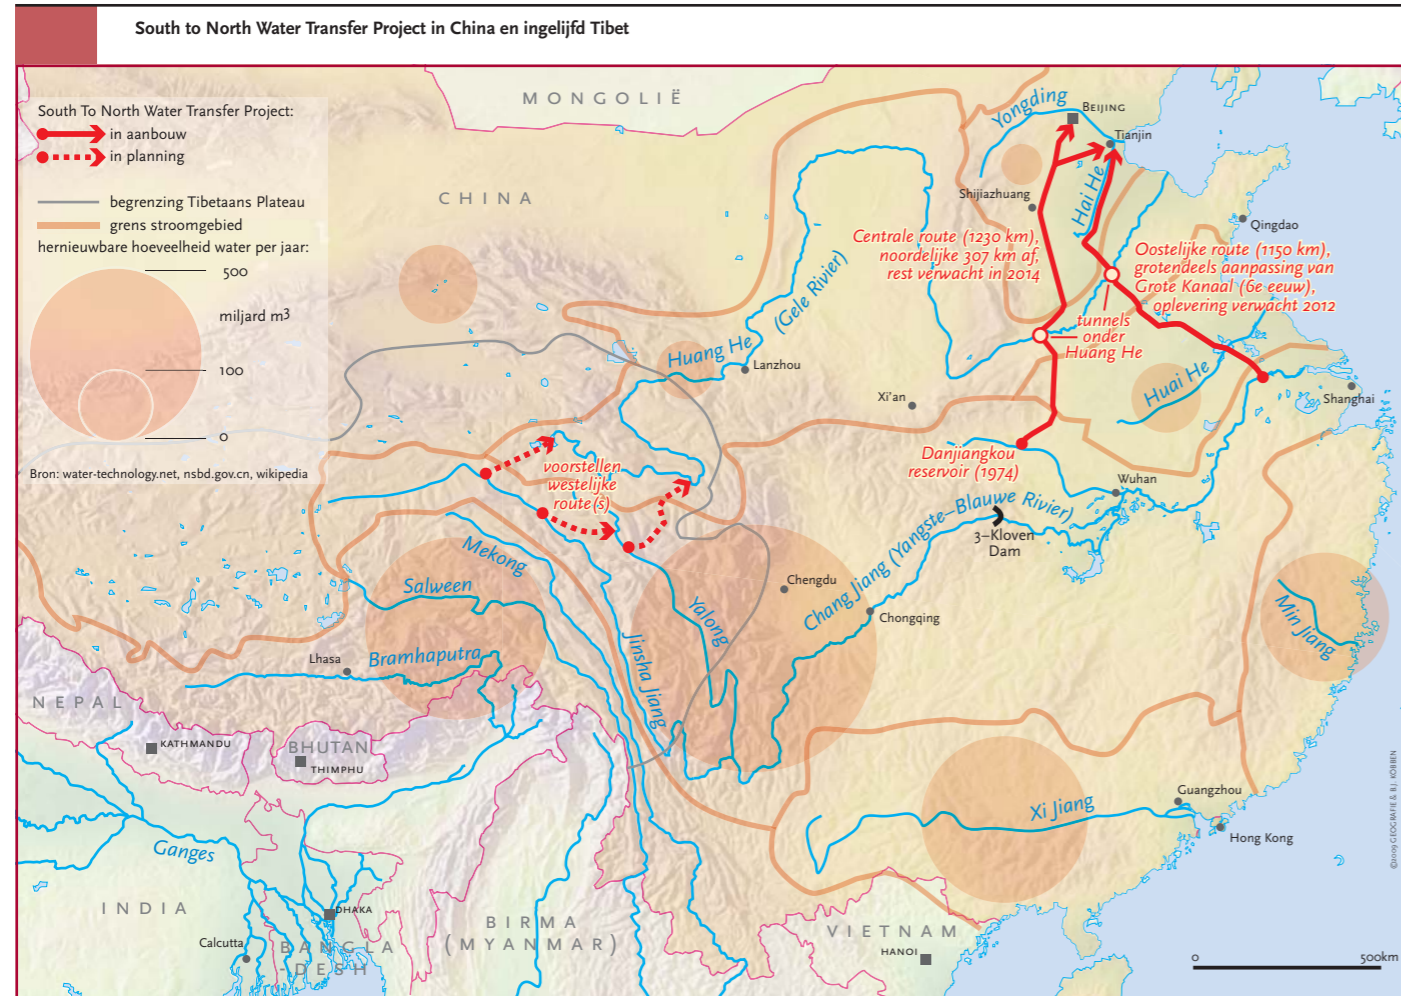 South to North Water Transfer Project in China en ingelijfd Tibet
South To North Water Transfer Project:
in aanbouw
in planning
begrenzing Tibetaans Plateau
grens stroomgebied
hernieuwbare hoeveelheid water per jaar:
500
miljard m³
100
0
Bron: water-technology.net, nsbd.gov.cn, wikipedia
MONGOLIË
CHINA
Yongding
BEIJING
Tianjin
Hai He
Shijiazhuang
Qingdao
Centrale route (1230 km),
noordelijke 307 km af,
rest verwacht in 2014
Oostelijke route (1150 km),
grotendeels aanpassing van
Grote Kanaal (6e eeuw),
oplevering verwacht 2012
tunnels
onder
Huang He
Huang He
(Gele Rivier)
Lanzhou
Xi'an
Huai He
Shanghai
Danjiangkou
reservoir (1974)
Wuhan
voorstellen
westelijke
route(s)
Chang Jiang (Yangste–Blauwe Rivier)
3–Kloven
Dam
Mekong
Salween
Chengdu
Chongqing
Yalong
Jinsha Jiang
Min Jiang
Lhasa
Bramhaputra
NEPAL
KATHMANDU
BHUTAN
THIMPHU
Xi Jiang
Guangzhou
Hong Kong
Ganges
INDIA
DHAKA
Calcutta
BANGLA
-DESH
BIRMA
(MYANMAR)
VIETNAM
HANOI
0 500km
©2009 GEOGRAFIE & B.J. KÖBBEN